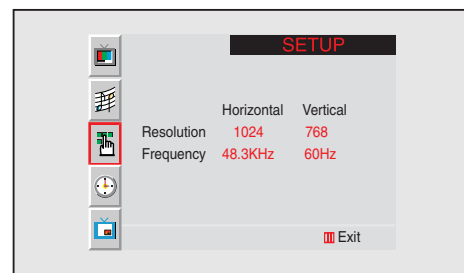 SETUP
Horizontal Vertical
Resolution 1024 768
Frequency 48.3KHz 60Hz
Exit